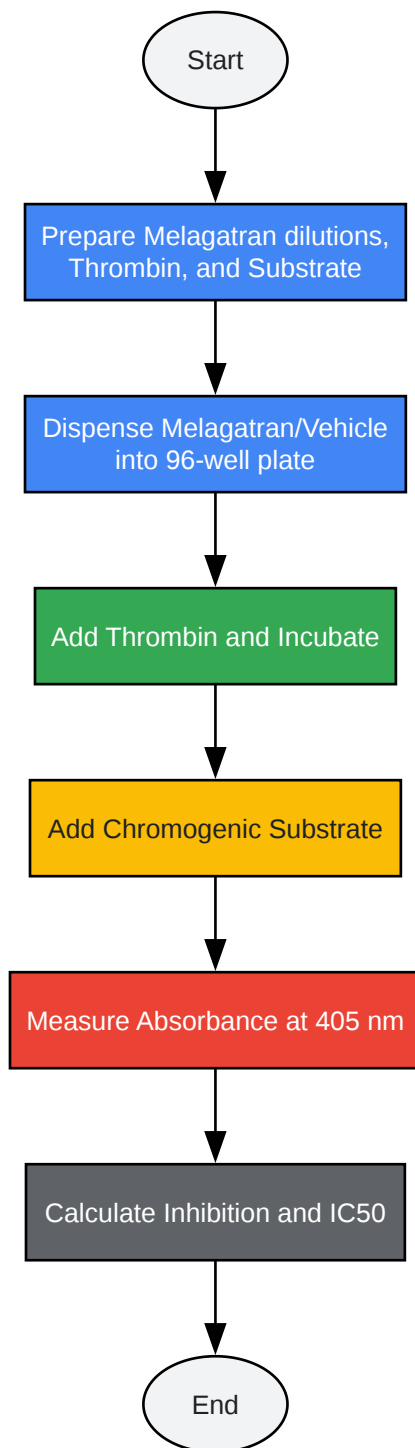 Start
Prepare Melagatran dilutions,
Thrombin, and Substrate
Dispense Melagatran/Vehicle
into 96-well plate
Add Thrombin and Incubate
Add Chromogenic Substrate
Measure Absorbance at 405 nm
Calculate Inhibition and IC50
End